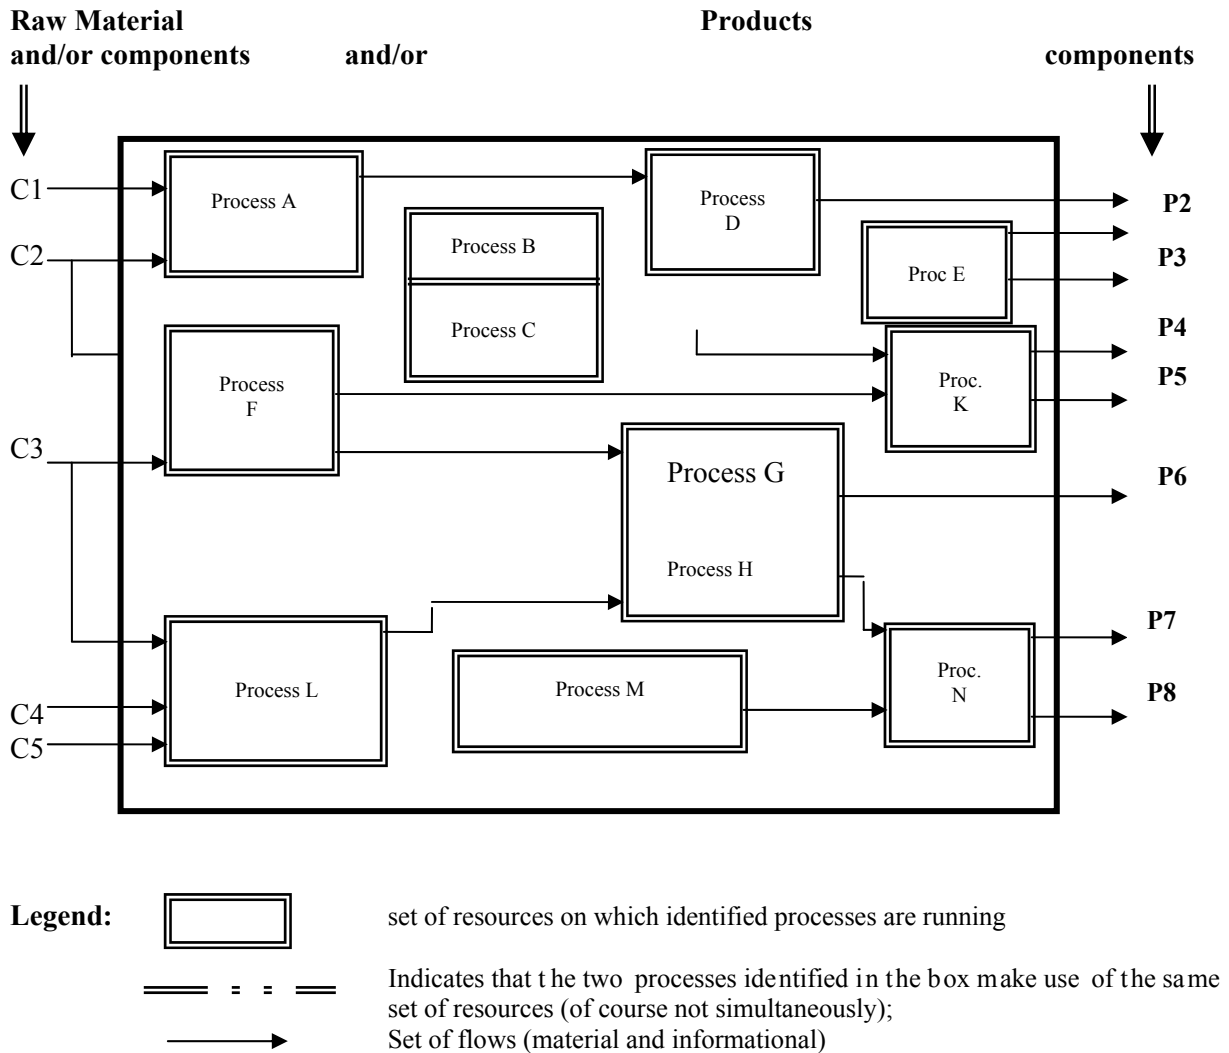 Raw Material Products
and/or components and/or components
C1
Process A
Process
D
P2
C2
Process B
Proc E
P3
Process C
P4
Process
F
Proc.
K
P5
C3
Process G
P6
Process H
P7
Process L
Process M
Proc.
N
P8
C4
C5
Legend:
set of resources on which identified processes are running
Indicates that the two processes identified in the box make use of the same
set of resources (of course not simultaneously);
Set of flows (material and informational)